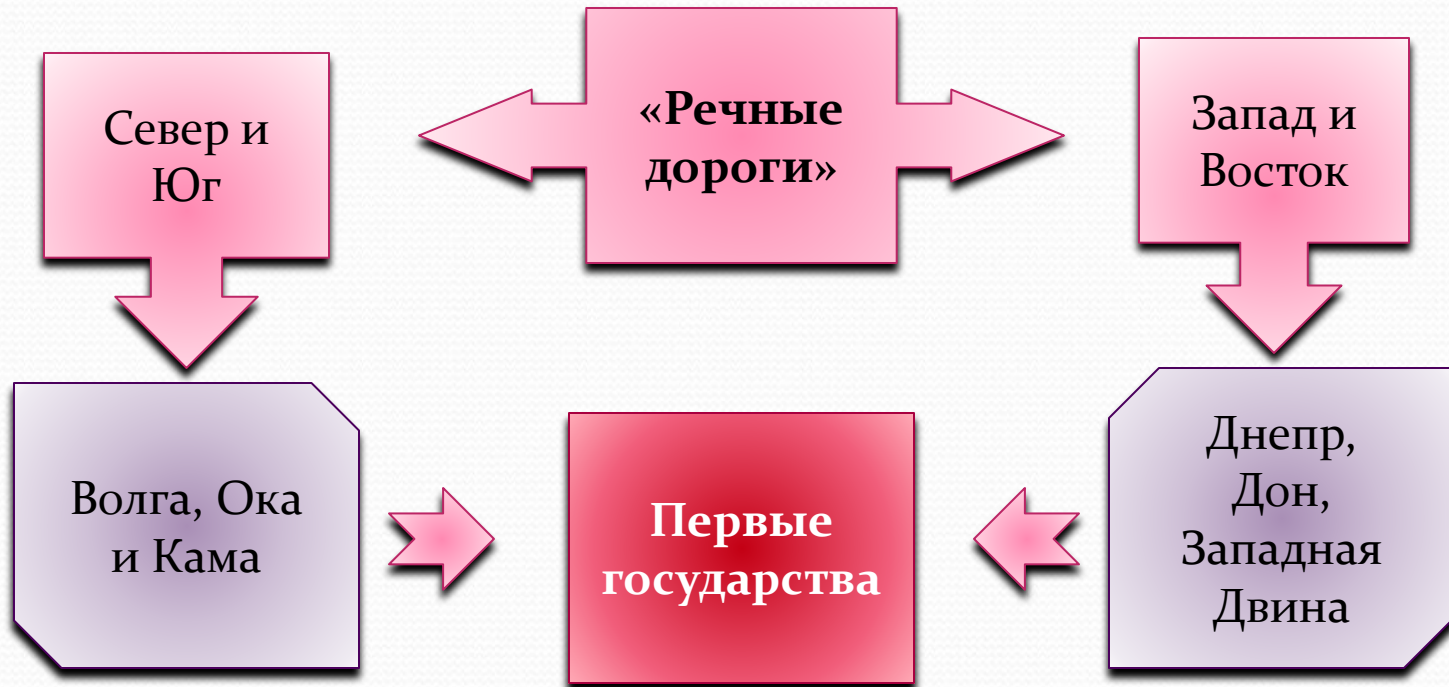 «Речные
дороги»
Север и
Юг
Запад и
Восток
Волга, Ока
и Кама
Первые
государства
Днепр,
Дон,
Западная
Двина